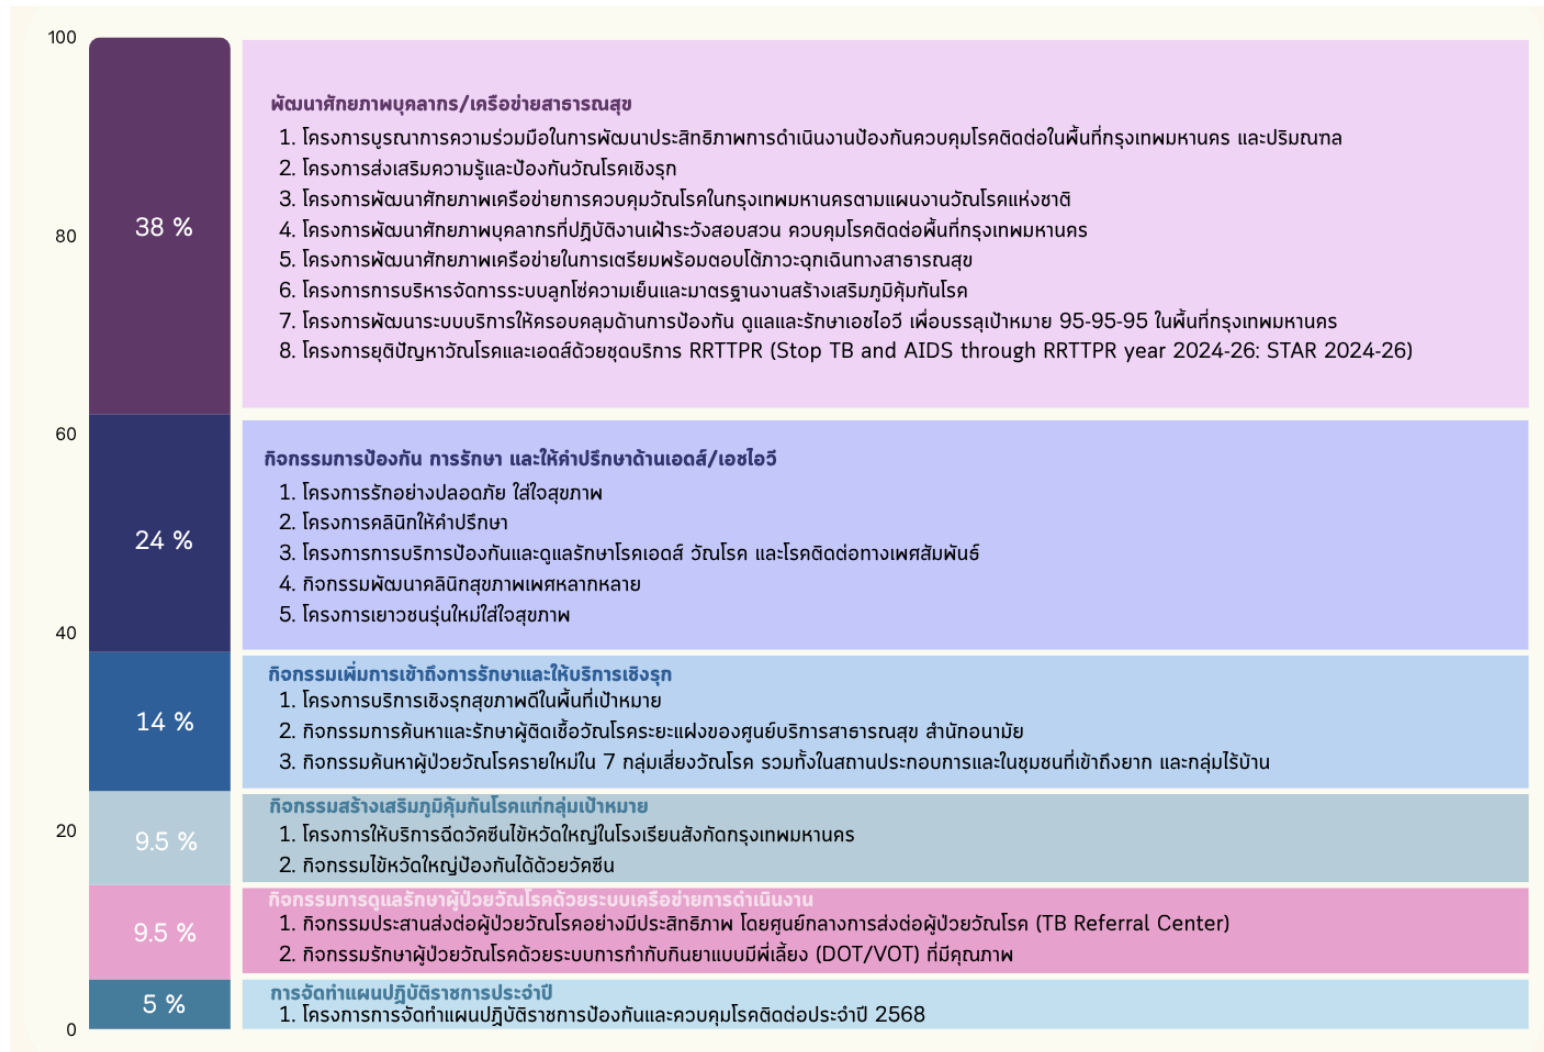 100
80
60
40
20
0
38 %
พัฒนาศักยภาพบุคลากร/เครือข่ายสาธารณสุข
1. โครงการบูรณาการความร่วมมือในการพัฒนาประสิทธิภาพการดำเนินงานป้องกันควบคุมโรคติดต่อในพื้นที่กรุงเทพมหานคร และปริมณฑล
2. โครงการส่งเสริมความรู้และป้องกันวัณโรคเชิงรุก
3. โครงการพัฒนาศักยภาพเครือข่ายการควบคุมวัณโรคในกรุงเทพมหานครตามแผนงานวัณโรคแห่งชาติ
4. โครงการพัฒนาศักยภาพบุคลากรที่ปฏิบัติงานเฝ้าระวังสอบสวน ควบคุมโรคติดต่อพื้นที่กรุงเทพมหานคร
5. โครงการพัฒนาศักยภาพเครือข่ายในการเตรียมพร้อมตอบโต้ภาวะฉุกเฉินทางสาธารณสุข
6. โครงการการบริหารจัดการระบบลูกโซ่ความเย็นและมาตรฐานงานสร้างเสริมภูมิคุ้มกันโรค
7. โครงการพัฒนาระบบบริการให้ครอบคลุมด้านการป้องกัน ดูแลและรักษาเอชไอวี เพื่อบรรลุเป้าหมาย 95-95-95 ในพื้นที่กรุงเทพมหานคร
8. โครงการยุติปัญหาวัณโรคและเอดส์ด้วยชุดบริการ RRTTPR (Stop TB and AIDS through RRTTPR year 2024-26: STAR 2024-26)
24 %
กิจกรรมการป้องกัน การรักษา และให้คำปรึกษาด้านเอดส์/เอชไอวี
1. โครงการรักอย่างปลอดภัย ใส่ใจสุขภาพ
2. โครงการคลินิกให้คำปรึกษา
3. โครงการการบริการป้องกันและดูแลรักษาโรคเอดส์ วัณโรค และโรคติดต่อทางเพศสัมพันธ์
4. กิจกรรมพัฒนาคลินิกสุขภาพเพศหลากหลาย
5. โครงการเยาวชนรุ่นใหม่ใส่ใจสุขภาพ
14 %
กิจกรรมเพิ่มการเข้าถึงการรักษาและให้บริการเชิงรุก
1. โครงการบริการเชิงรุกสุขภาพดีในพื้นที่เป้าหมาย
2. กิจกรรมการค้นหาและรักษาผู้ติดเชื้อวัณโรคระยะแฝงของศูนย์บริการสาธารณสุข สำนักอนามัย
3. กิจกรรมค้นหาผู้ป่วยวัณโรครายใหม่ใน 7 กลุ่มเสี่ยงวัณโรค รวมทั้งในสถานประกอบการและในชุมชนที่เข้าถึงยาก และกลุ่มไร้บ้าน
9.5 %
กิจกรรมสร้างเสริมภูมิคุ้มกันโรคแก่กลุ่มเป้าหมาย
1. โครงการให้บริการฉีดวัคซีนไข้หวัดใหญ่ในโรงเรียนสังกัดกรุงเทพมหานคร
2. กิจกรรมไข้หวัดใหญ่ป้องกันได้ด้วยวัคซีน
9.5 %
กิจกรรมการดูแลรักษาผู้ป่วยวัณโรคด้วยระบบเครือข่ายการดำเนินงาน
1. กิจกรรมประสานส่งต่อผู้ป่วยวัณโรคอย่างมีประสิทธิภาพ โดยศูนย์กลางการส่งต่อผู้ป่วยวัณโรค (TB Referral Center)
2. กิจกรรมรักษาผู้ป่วยวัณโรคด้วยระบบการกำกับกินยาแบบมีพี่เลี้ยง (DOT/VOT) ที่มีคุณภาพ
5 %
การจัดทำแผนปฏิบัติราชการประจำปี
1. โครงการการจัดทำแผนปฏิบัติราชการป้องกันและควบคุมโรคติดต่อประจำปี 2568